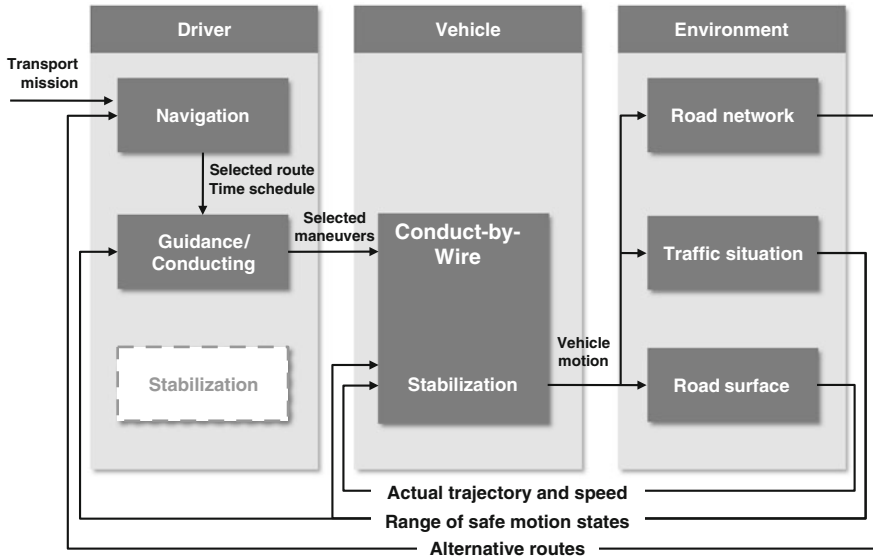 Driver
Vehicle
Environment
Transport
mission
Navigation
Road network
Selected route
Time schedule
Guidance/
Conducting
Selected
maneuvers
Conduct-by-
Wire
Traffic situation
Stabilization
Stabilization
Vehicle
motion
Road surface
Actual trajectory and speed
Range of safe motion states
Alternative routes